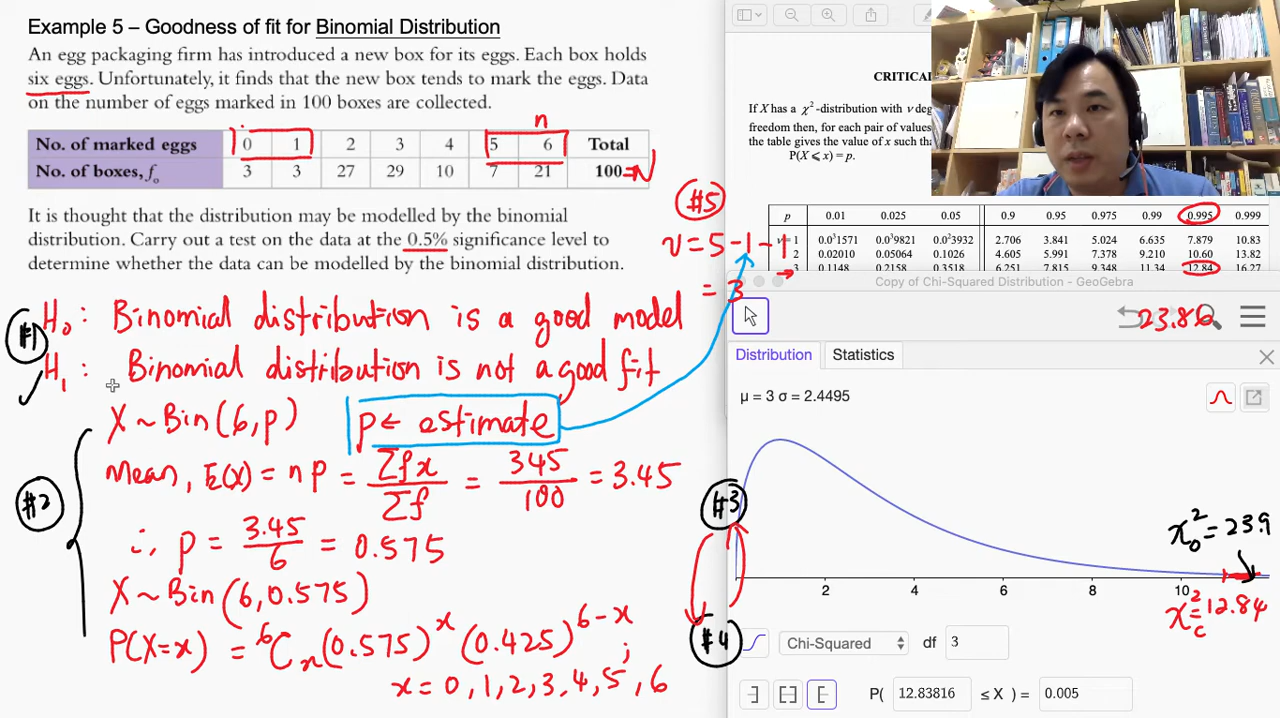 Example 5 – Goodness of fit for Binomial Distribution
An egg packaging firm has introduced a new box for its eggs. Each box holds
six eggs. Unfortunately, it finds that the new box tends to mark the eggs. Data
on the number of eggs marked in 100 boxes are collected.
n
No. of marked eggs 0 1 2 3 4 5 6 Total
No. of boxes, fₒ 3 3 27 29 10 7 21 100 = N
It is thought that the distribution may be modelled by the binomial
distribution. Carry out a test on the data at the 0.5% significance level to
determine whether the data can be modelled by the binomial distribution.
#5
ν = 5 - 1 - 1
= 3
#1
H₀ : Binomial distribution is a good model
H₁ : Binomial distribution is not a good fit
X ~ Bin(6, p)
p ← estimate
#2
Mean, E(X) = np = Σfx / Σf = 345 / 100 = 3.45
∴ p = 3.45 / 6 = 0.575
X ~ Bin(6, 0.575)
P(X=x) = ⁶Cₓ (0.575)ˣ (0.425)⁶⁻ˣ ;
x = 0, 1, 2, 3, 4, 5, 6
#3
#4
CRITICAL
If X has a χ²-distribution with ν deg
freedom then, for each pair of values
the table gives the value of x such tha
P(X ⩽ x) = p.
p 0.01 0.025 0.05 0.9 0.95 0.975 0.99 0.995 0.999
ν = 1 0.0³1571 0.0³9821 0.0²3932 2.706 3.841 5.024 6.635 7.879 10.83
2 0.02010 0.05064 0.1026 4.605 5.991 7.378 9.210 10.60 13.82
3 0.1148 0.2158 0.3518 6.251 7.815 9.348 11.34 12.84 16.27
Copy of Chi-Squared Distribution - GeoGebra
23.86
Distribution Statistics
μ = 3 σ = 2.4495
χ₀² = 23.9
2 4 6 8 10
χ_c² = 12.84
Chi-Squared df 3
P( 12.83816 ≤ X ) = 0.005